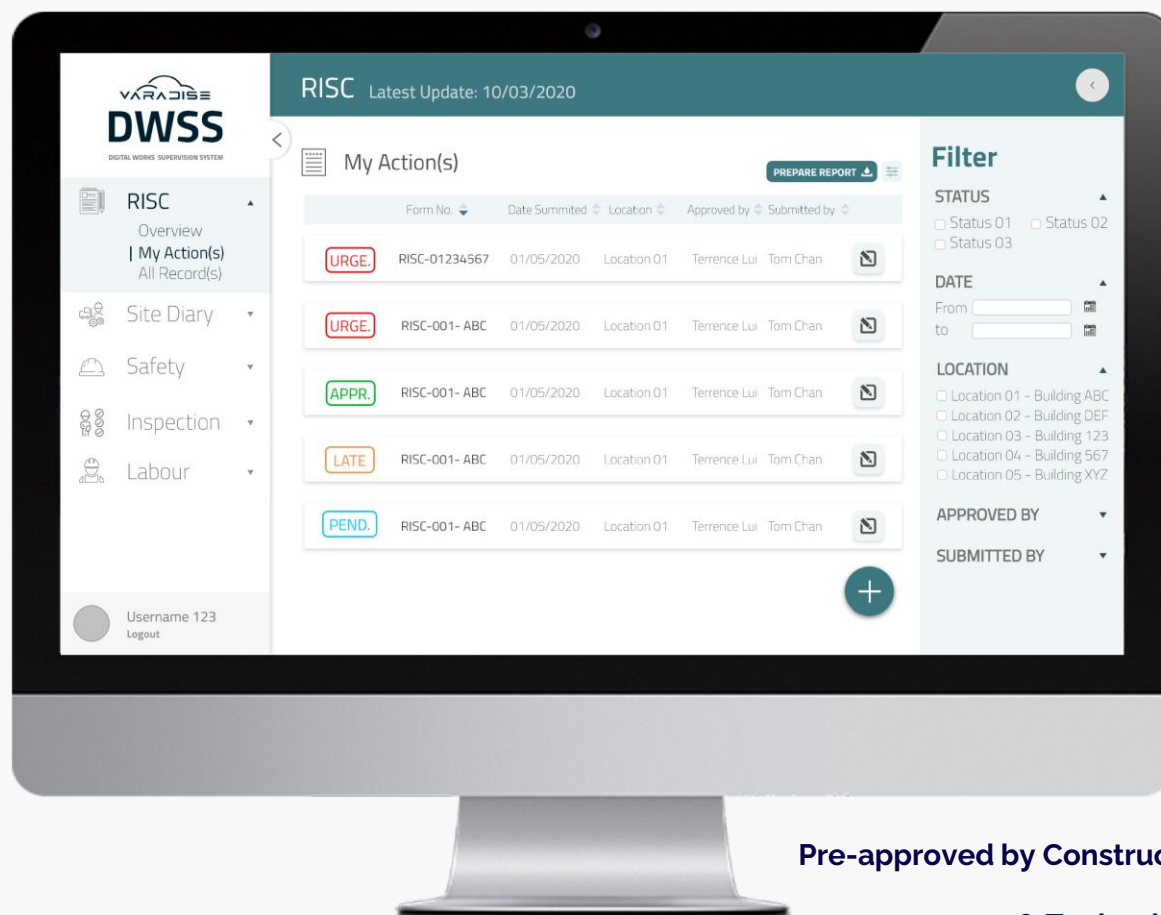 VARADISE
DWSS
DIGITAL WORKS SUPERVISION SYSTEM
RISC
Overview
My Action(s)
All Record(s)
Site Diary
Safety
Inspection
Labour
Username 123
Logout
RISC Latest Update: 10/03/2020
My Action(s)
PREPARE REPORT
Form No. Date Summited Location Approved by Submitted by
URGE. RISC-01234567 01/05/2020 Location 01 Terrence Lui Tom Chan
URGE. RISC-001- ABC 01/05/2020 Location 01 Terrence Lui Tom Chan
APPR. RISC-001- ABC 01/05/2020 Location 01 Terrence Lui Tom Chan
LATE RISC-001- ABC 01/05/2020 Location 01 Terrence Lui Tom Chan
PEND. RISC-001- ABC 01/05/2020 Location 01 Terrence Lui Tom Chan
Filter
STATUS
Status 01 Status 02
Status 03
DATE
From
to
LOCATION
Location 01 - Building ABC
Location 02 - Building DEF
Location 03 - Building 123
Location 04 - Building 567
Location 05 - Building XYZ
APPROVED BY
SUBMITTED BY
Pre-approved by Construc